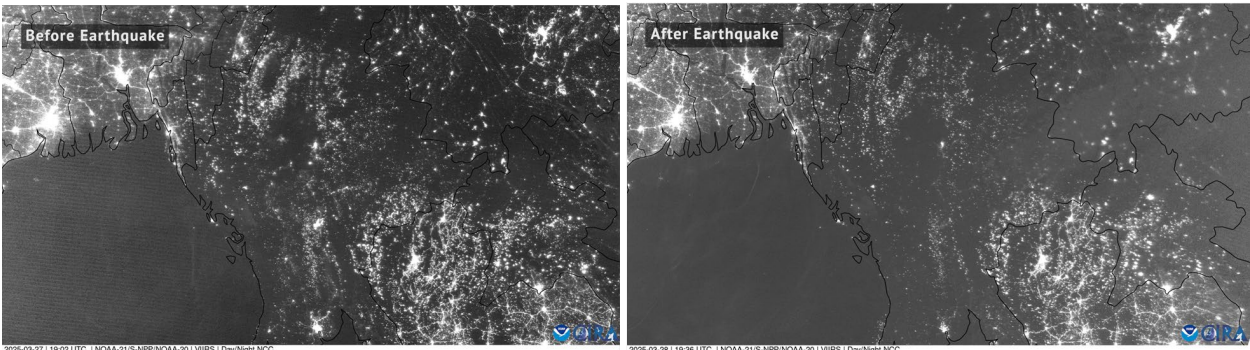 Before Earthquake
After Earthquake
CIRA
CIRA
2025-03-27 | 19:02 UTC | NOAA-21/S-NPP/NOAA-20 | VIIRS | Day/Night NCC
2025-03-28 | 19:26 UTC | NOAA-21/S-NPP/NOAA-20 | VIIRS | Day/Night NCC